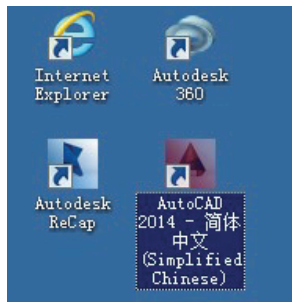 Internet
Explorer
Autodesk
360
Autodesk
ReCap
AutoCAD
2014 - 简体
中文
(Simplified
Chinese)